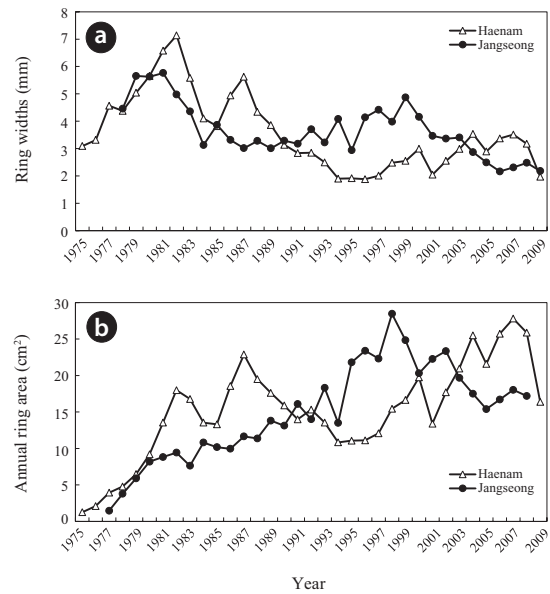 a
Ring widths (mm)
8
7
6
5
4
3
2
1
0
Haenam
Jangseong
1975 1977 1979 1981 1983 1985 1987 1989 1991 1993 1995 1997 1999 2001 2003 2005 2007 2009
b
Annual ring area (cm²)
30
25
20
15
10
5
0
Haenam
Jangseong
1975 1977 1979 1981 1983 1985 1987 1989 1991 1993 1995 1997 1999 2001 2003 2005 2007 2009
Year